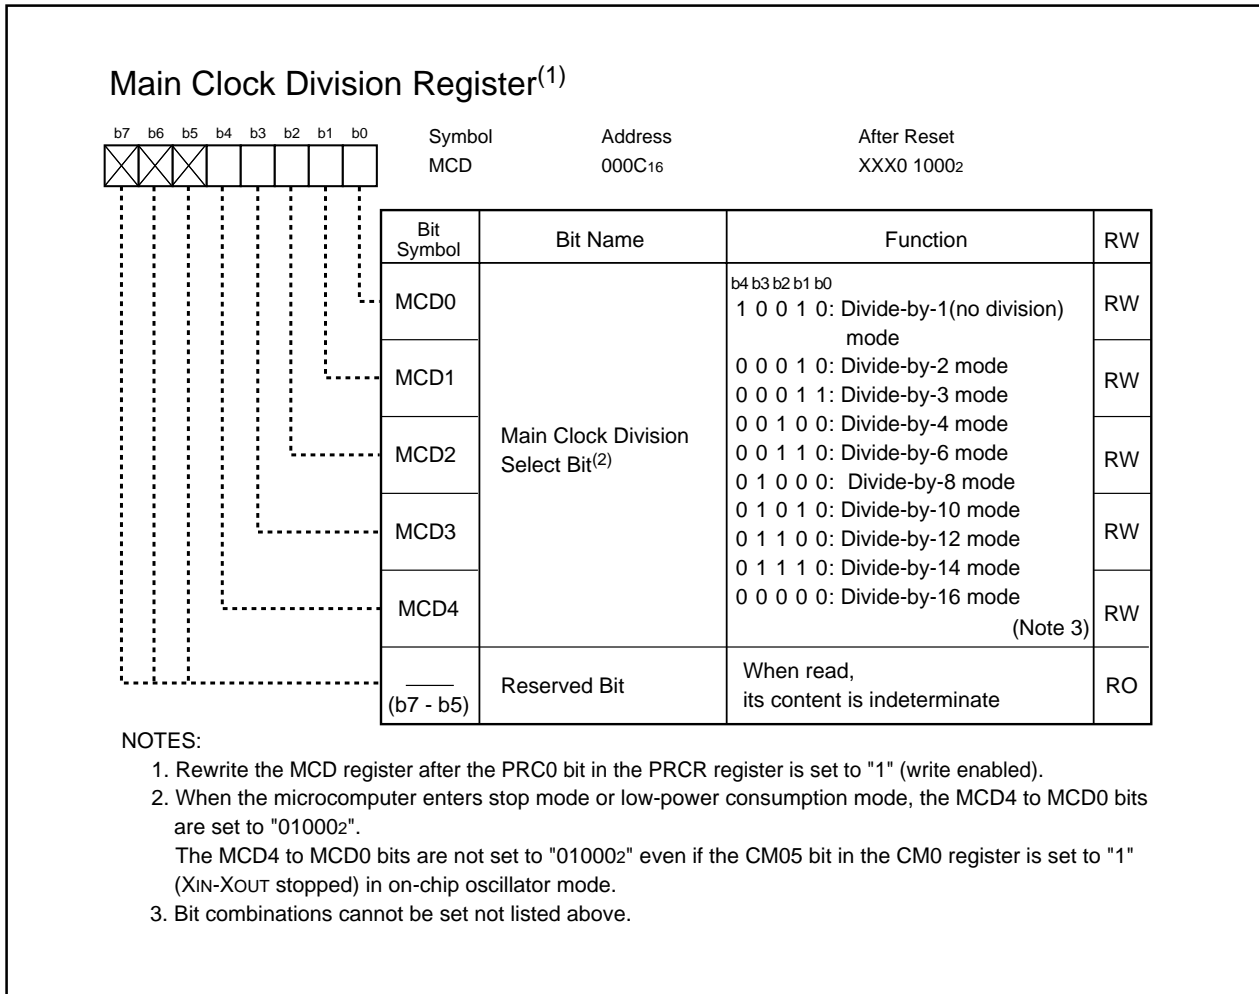 Main Clock Division Register(1)
b7 b6 b5 b4 b3 b2 b1 b0
Symbol Address After Reset
MCD 000C16 XXX0 10002
Bit Symbol Bit Name Function RW
MCD0 RW
MCD1 RW
MCD2 RW
MCD3 RW
MCD4 RW
Main Clock Division
Select Bit(2)
b4 b3 b2 b1 b0
1 0 0 1 0: Divide-by-1(no division)
mode
0 0 0 1 0: Divide-by-2 mode
0 0 0 1 1: Divide-by-3 mode
0 0 1 0 0: Divide-by-4 mode
0 0 1 1 0: Divide-by-6 mode
0 1 0 0 0: Divide-by-8 mode
0 1 0 1 0: Divide-by-10 mode
0 1 1 0 0: Divide-by-12 mode
0 1 1 1 0: Divide-by-14 mode
0 0 0 0 0: Divide-by-16 mode
(Note 3)
(b7 - b5) Reserved Bit
When read,
its content is indeterminate
RO
NOTES:
1. Rewrite the MCD register after the PRC0 bit in the PRCR register is set to "1" (write enabled).
2. When the microcomputer enters stop mode or low-power consumption mode, the MCD4 to MCD0 bits
are set to "010002".
The MCD4 to MCD0 bits are not set to "010002" even if the CM05 bit in the CM0 register is set to "1"
(XIN-XOUT stopped) in on-chip oscillator mode.
3. Bit combinations cannot be set not listed above.